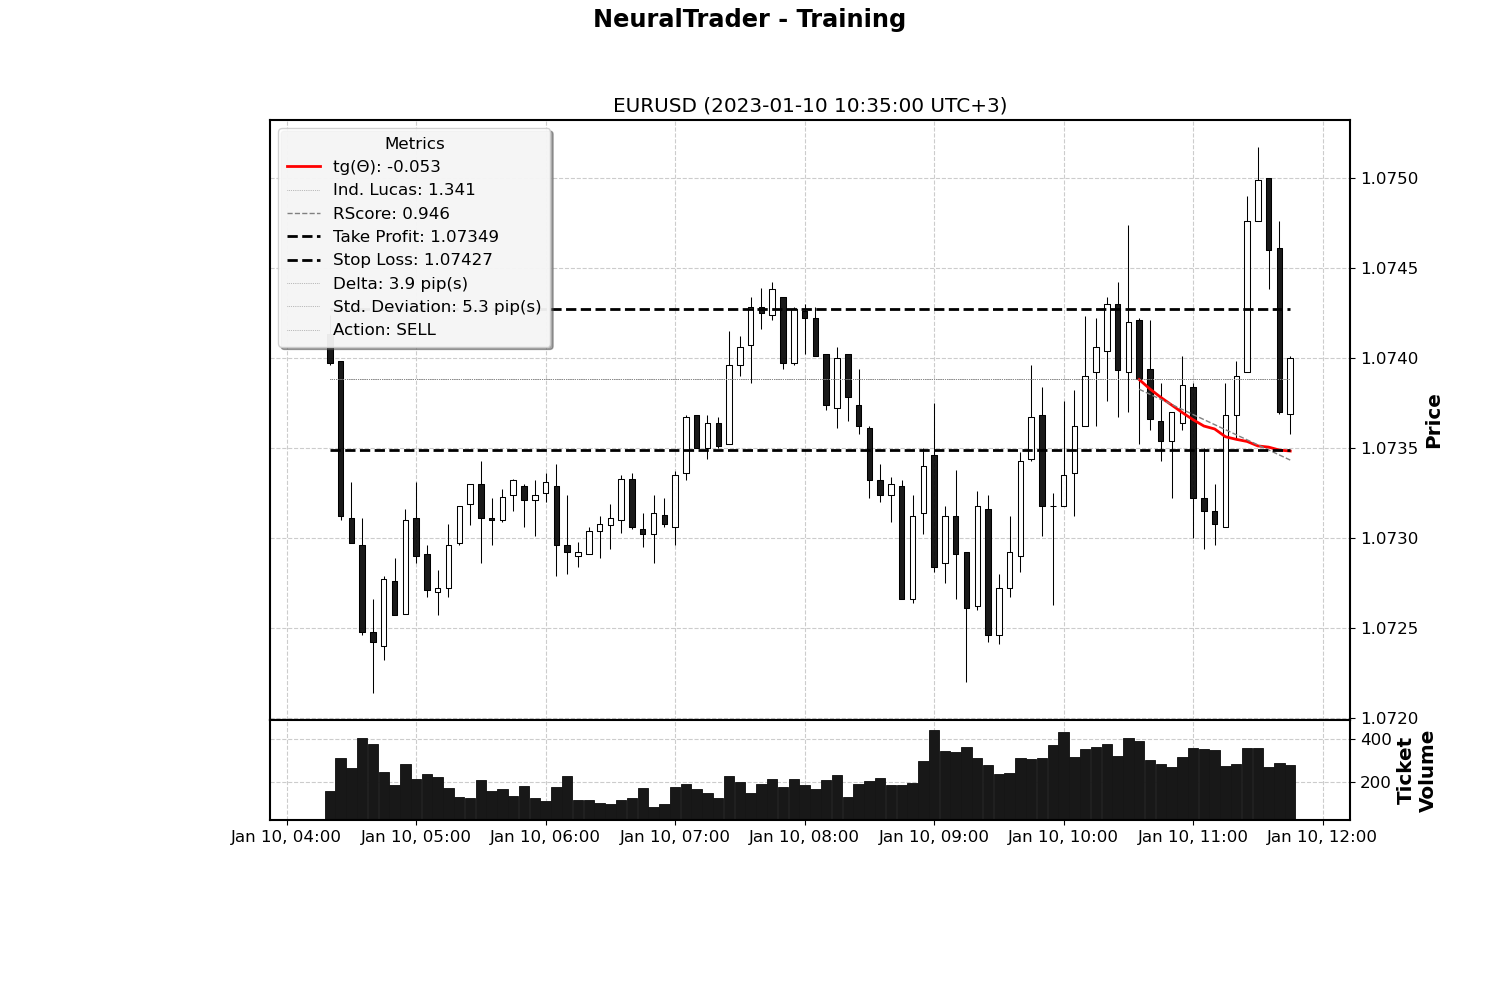 NeuralTrader - Training
EURUSD (2023-01-10 10:35:00 UTC+3)
Metrics
tg(Θ): -0.053
Ind. Lucas: 1.341
RScore: 0.946
Take Profit: 1.07349
Stop Loss: 1.07427
Delta: 3.9 pip(s)
Std. Deviation: 5.3 pip(s)
Action: SELL
1.0750
1.0745
1.0740
1.0735
1.0730
1.0725
1.0720
Price
400
200
Ticket
Volume
Jan 10, 04:00
Jan 10, 05:00
Jan 10, 06:00
Jan 10, 07:00
Jan 10, 08:00
Jan 10, 09:00
Jan 10, 10:00
Jan 10, 11:00
Jan 10, 12:00